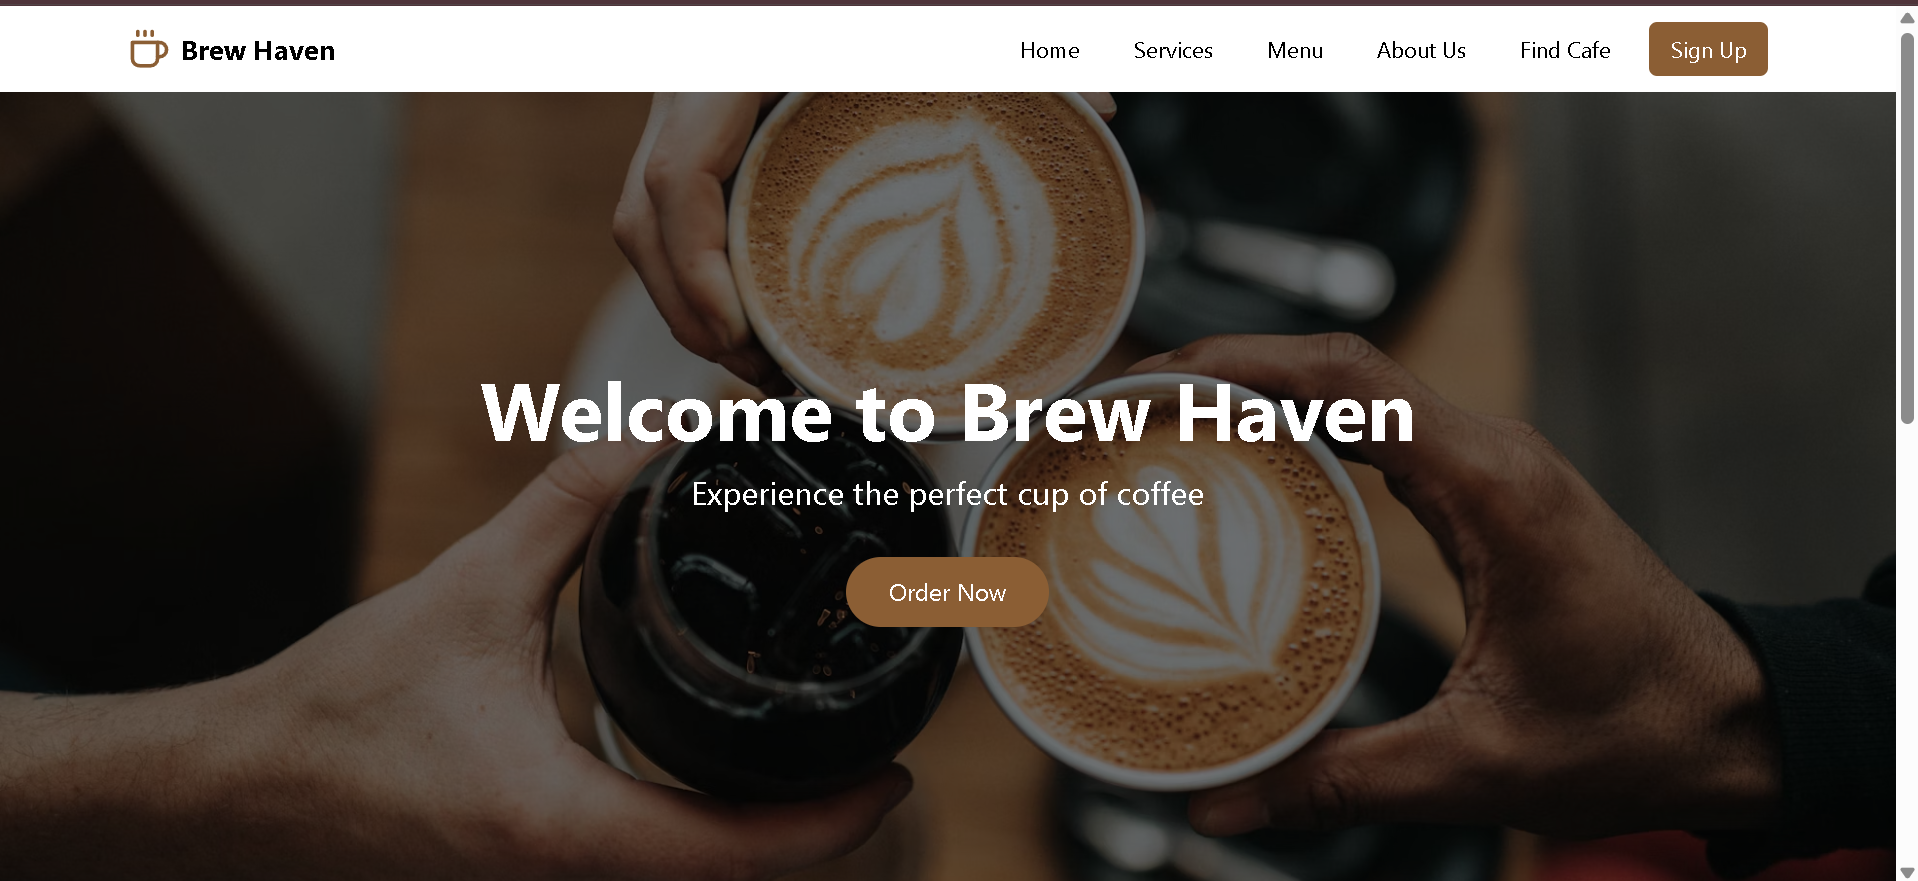 Brew Haven
Home Services Menu About Us Find Cafe Sign Up
Welcome to Brew Haven
Experience the perfect cup of coffee
Order Now